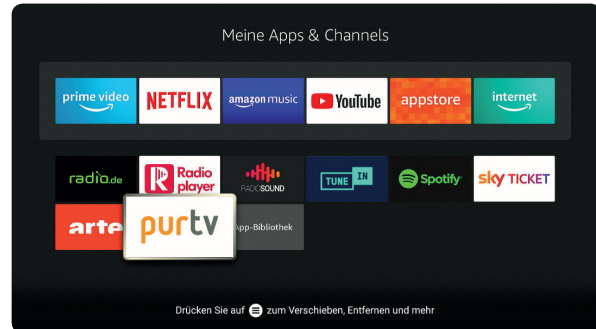 Meine Apps & Channels
prime video
NETFLIX
amazon music
YouTube
appstore
internet
radio.de
Radio
player
RADIOSOUND
TUNE IN
Spotify
sky TICKET
arte
purtv
App-Bibliothek
Drücken Sie auf zum Verschieben, Entfernen und mehr